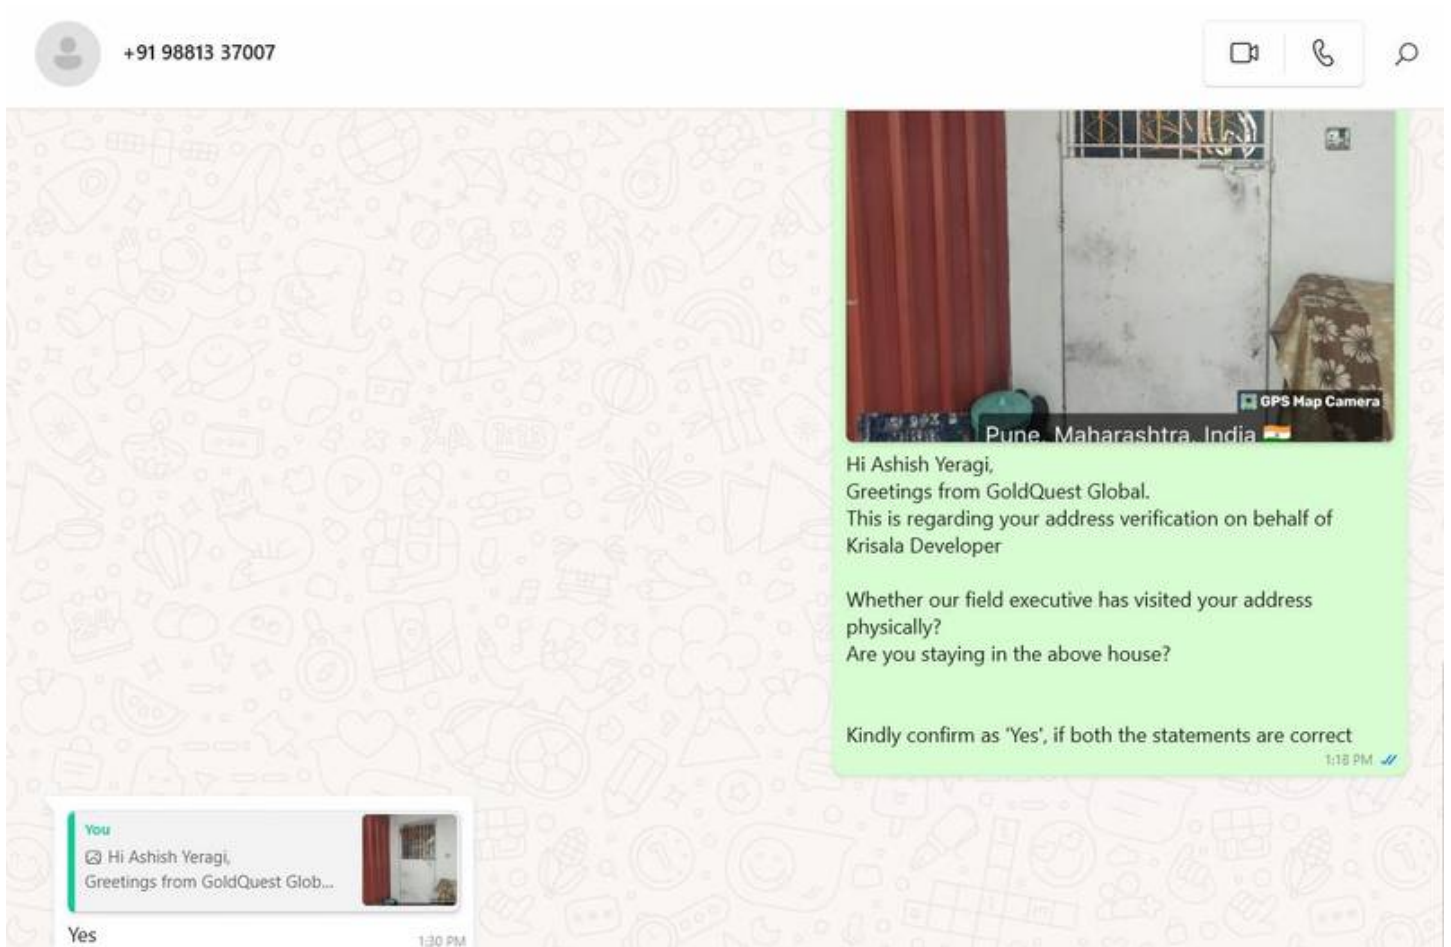 +91 98813 37007
GPS Map Camera
Pune, Maharashtra, India
Hi Ashish Yeragi,
Greetings from GoldQuest Global.
This is regarding your address verification on behalf of
Krisala Developer
Whether our field executive has visited your address
physically?
Are you staying in the above house?
Kindly confirm as 'Yes', if both the statements are correct
1:18 PM
You
Hi Ashish Yeragi,
Greetings from GoldQuest Glob...
Yes
1:30 PM